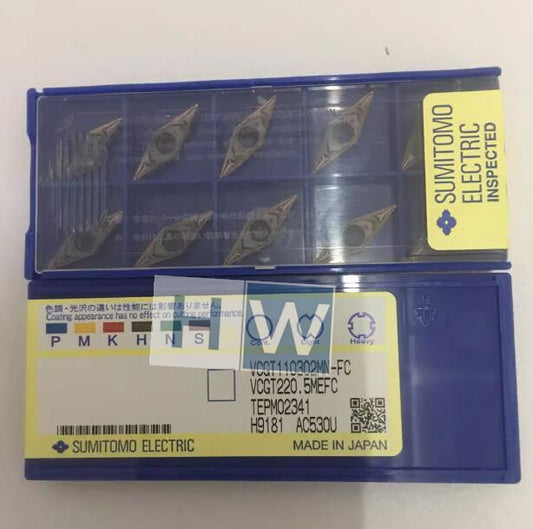 SUMITOMO
ELECTRIC
INSPECTED
色調・光沢の違いは性能には影響ありません。
Coating appearance has no effect on cutting performance.
P M K H N S
Cont. Light Heavy
HW
VCGT110302MN-FC
VCGT220.5MEFC
TEPM02341
H9181 AC530U
SUMITOMO ELECTRIC
MADE IN JAPAN